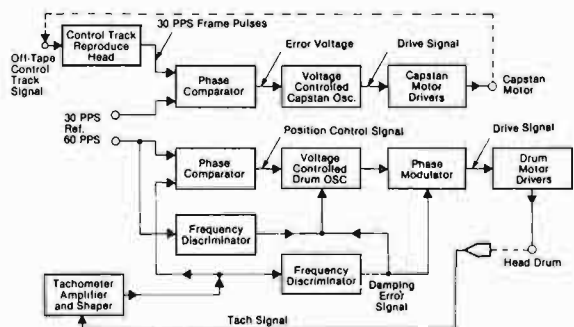 30 PPS Frame Pulses
Control Track
Reproduce
Head
Off-Tape
Control
Track
Signal
Error Voltage
Drive Signal
Phase
Comparator
Voltage
Controlled
Capstan Osc.
Capstan
Motor
Drivers
Capstan
Motor
30 PPS
Ref.
60 PPS
Position Control Signal
Drive Signal
Phase
Comparator
Voltage
Controlled
Drum OSC
Phase
Modulator
Drum
Motor
Drivers
Frequency
Discriminator
Frequency
Discriminator
Damping
Error
Signal
Head Drum
Tachometer
Amplifier
and Shaper
Tach Signal